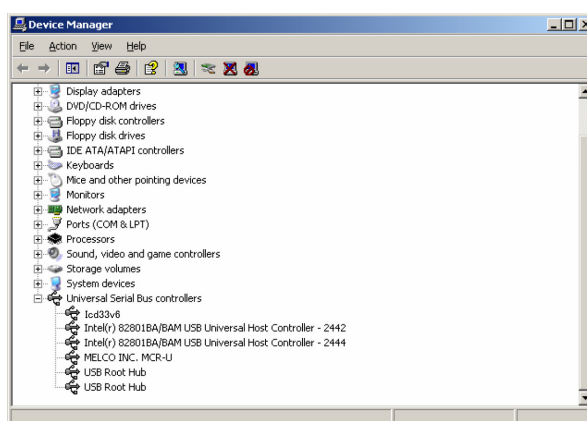 Device Manager
File Action View Help
Display adapters
DVD/CD-ROM drives
Floppy disk controllers
Floppy disk drives
IDE ATA/ATAPI controllers
Keyboards
Mice and other pointing devices
Monitors
Network adapters
Ports (COM & LPT)
Processors
Sound, video and game controllers
Storage volumes
System devices
Universal Serial Bus controllers
Icd33v6
Intel(r) 82801BA/BAM USB Universal Host Controller - 2442
Intel(r) 82801BA/BAM USB Universal Host Controller - 2444
MELCO INC. MCR-U
USB Root Hub
USB Root Hub